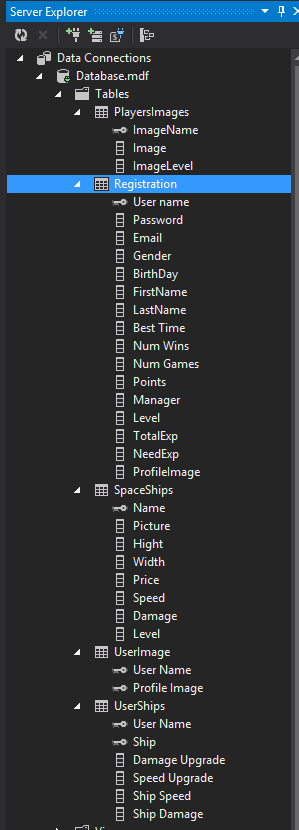 Server Explorer
Data Connections
Database.mdf
Tables
PlayersImages
ImageName
Image
ImageLevel
Registration
User name
Password
Email
Gender
BirthDay
FirstName
LastName
Best Time
Num Wins
Num Games
Points
Manager
Level
TotalExp
NeedExp
ProfileImage
SpaceShips
Name
Picture
Hight
Width
Price
Speed
Damage
Level
UserImage
User Name
Profile Image
UserShips
User Name
Ship
Damage Upgrade
Speed Upgrade
Ship Speed
Ship Damage